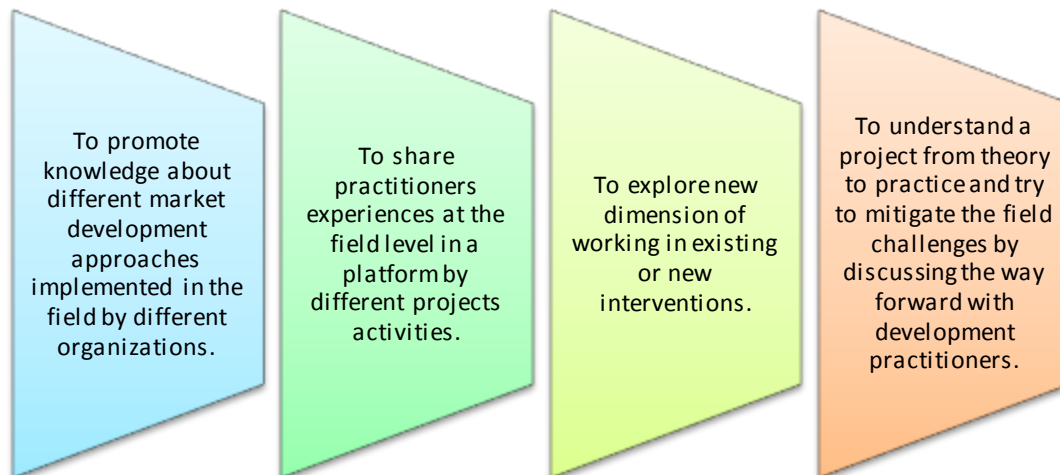 To promote
knowledge about
different market
development
approaches
implemented in the
field by different
organizations.
To share
practitioners
experiences at the
field level in a
platform by
different projects
activities.
To explore new
dimension of
working in existing
or new
interventions.
To understand a
project from theory
to practice and try
to mitigate the field
challenges by
discussing the way
forward with
development
practitioners.